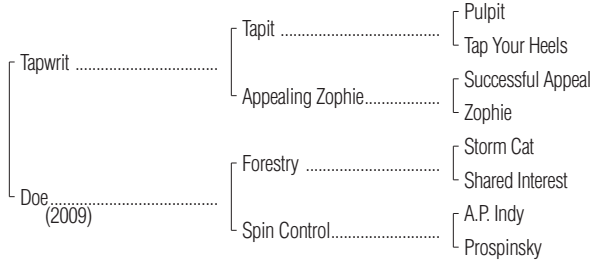 Pulpit
Tapit
Tap Your Heels
Tapwrit
Successful Appeal
Appealing Zophie
Zophie
Storm Cat
Forestry
Shared Interest
Doe
(2009)
A.P. Indy
Spin Control
Prospinsky